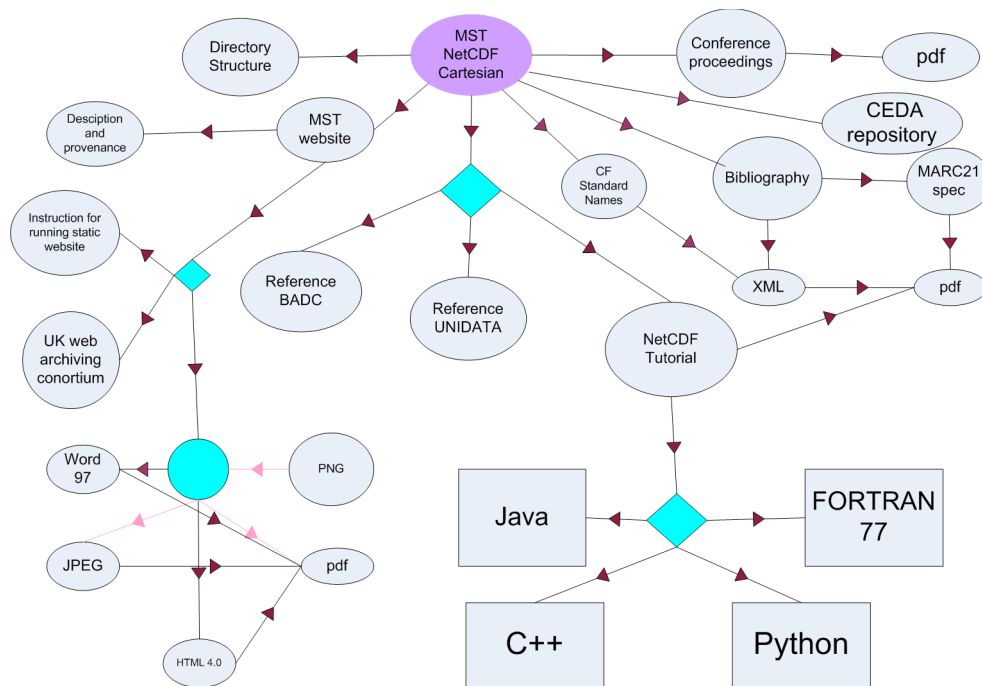 MST
NetCDF
Cartesian
Directory
Structure
Conference
proceedings
pdf
Desciption
and
provenance
MST
website
CEDA
repository
CF
Standard
Names
Bibliography
MARC21
spec
Instruction for
running static
website
Reference
BADC
Reference
UNIDATA
XML
pdf
UK web
archiving
conortium
NetCDF
Tutorial
Word
97
PNG
Java
FORTRAN
77
JPEG
pdf
C++
Python
HTML 4.0